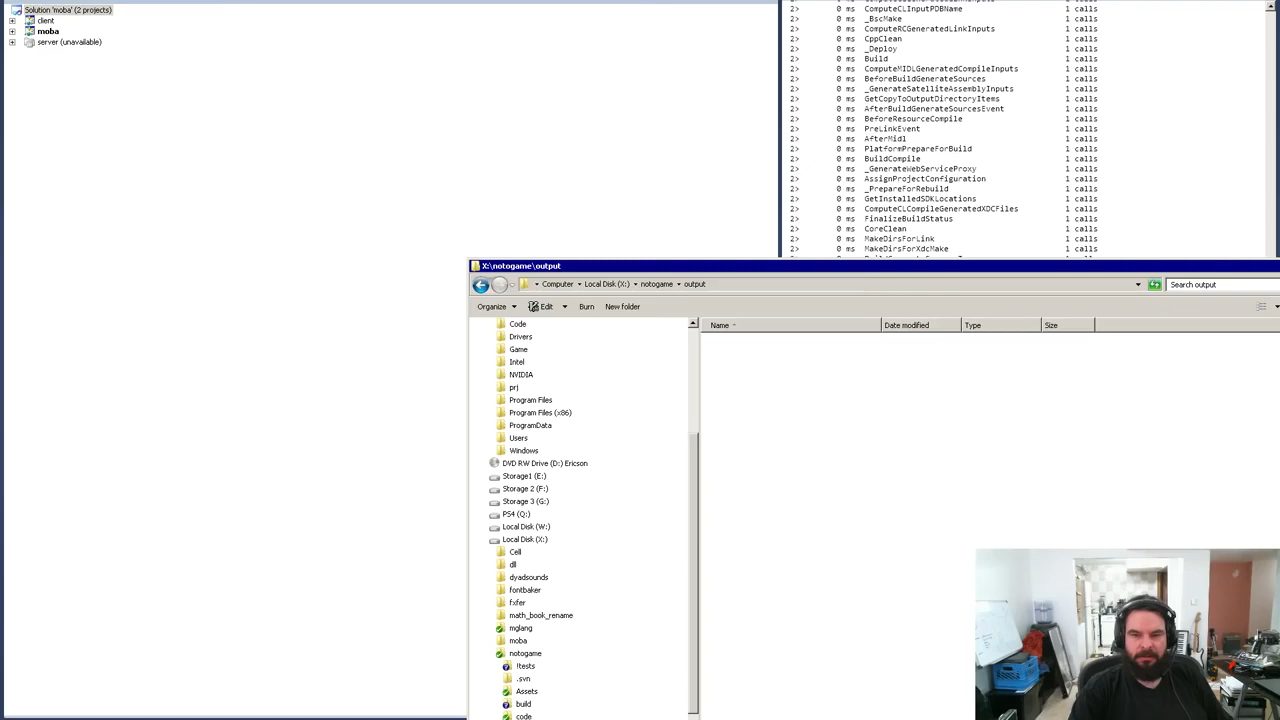 Solution 'moba' (2 projects)
client
moba
server (unavailable)
2> ComputeCLInputPDBName 1 calls
2> 0 ms _BscMake 1 calls
2> 0 ms ComputeRCGeneratedLinkInputs 1 calls
2> 0 ms CppClean 1 calls
2> 0 ms _Deploy 1 calls
2> 0 ms Build 1 calls
2> 0 ms ComputeMIDLGeneratedCompileInputs 1 calls
2> 0 ms BeforeBuildGenerateSources 1 calls
2> 0 ms _GenerateSatelliteAssemblyInputs 1 calls
2> 0 ms GetCopyToOutputDirectoryItems 1 calls
2> 0 ms AfterBuildGenerateSourcesEvent 1 calls
2> 0 ms BeforeResourceCompile 1 calls
2> 0 ms PreLinkEvent 1 calls
2> 0 ms AfterMidl 1 calls
2> 0 ms PlatformPrepareForBuild 1 calls
2> 0 ms BuildCompile 1 calls
2> 0 ms _GenerateWebServiceProxy 1 calls
2> 0 ms AssignProjectConfiguration 1 calls
2> 0 ms _PrepareForRebuild 1 calls
2> 0 ms GetInstalledSDKLocations 1 calls
2> 0 ms ComputeCLCompileGeneratedXDCFiles 1 calls
2> 0 ms FinalizeBuildStatus 1 calls
2> 0 ms CoreClean 1 calls
2> 0 ms MakeDirsForLink 1 calls
2> 0 ms MakeDirsForXdcMake 1 calls
X:\notogame\output
Computer Local Disk (X:) notogame output
Search output
Organize Edit Burn New folder
Name Date modified Type Size
Code
Drivers
Game
Intel
NVIDIA
prj
Program Files
Program Files (x86)
ProgramData
Users
Windows
DVD RW Drive (D:) Ericson
Storage1 (E:)
Storage 2 (F:)
Storage 3 (G:)
PS4 (Q:)
Local Disk (W:)
Local Disk (X:)
Cell
dll
dyadsounds
fontbaker
fxfer
math_book_rename
mglang
moba
notogame
!tests
.svn
Assets
build
code